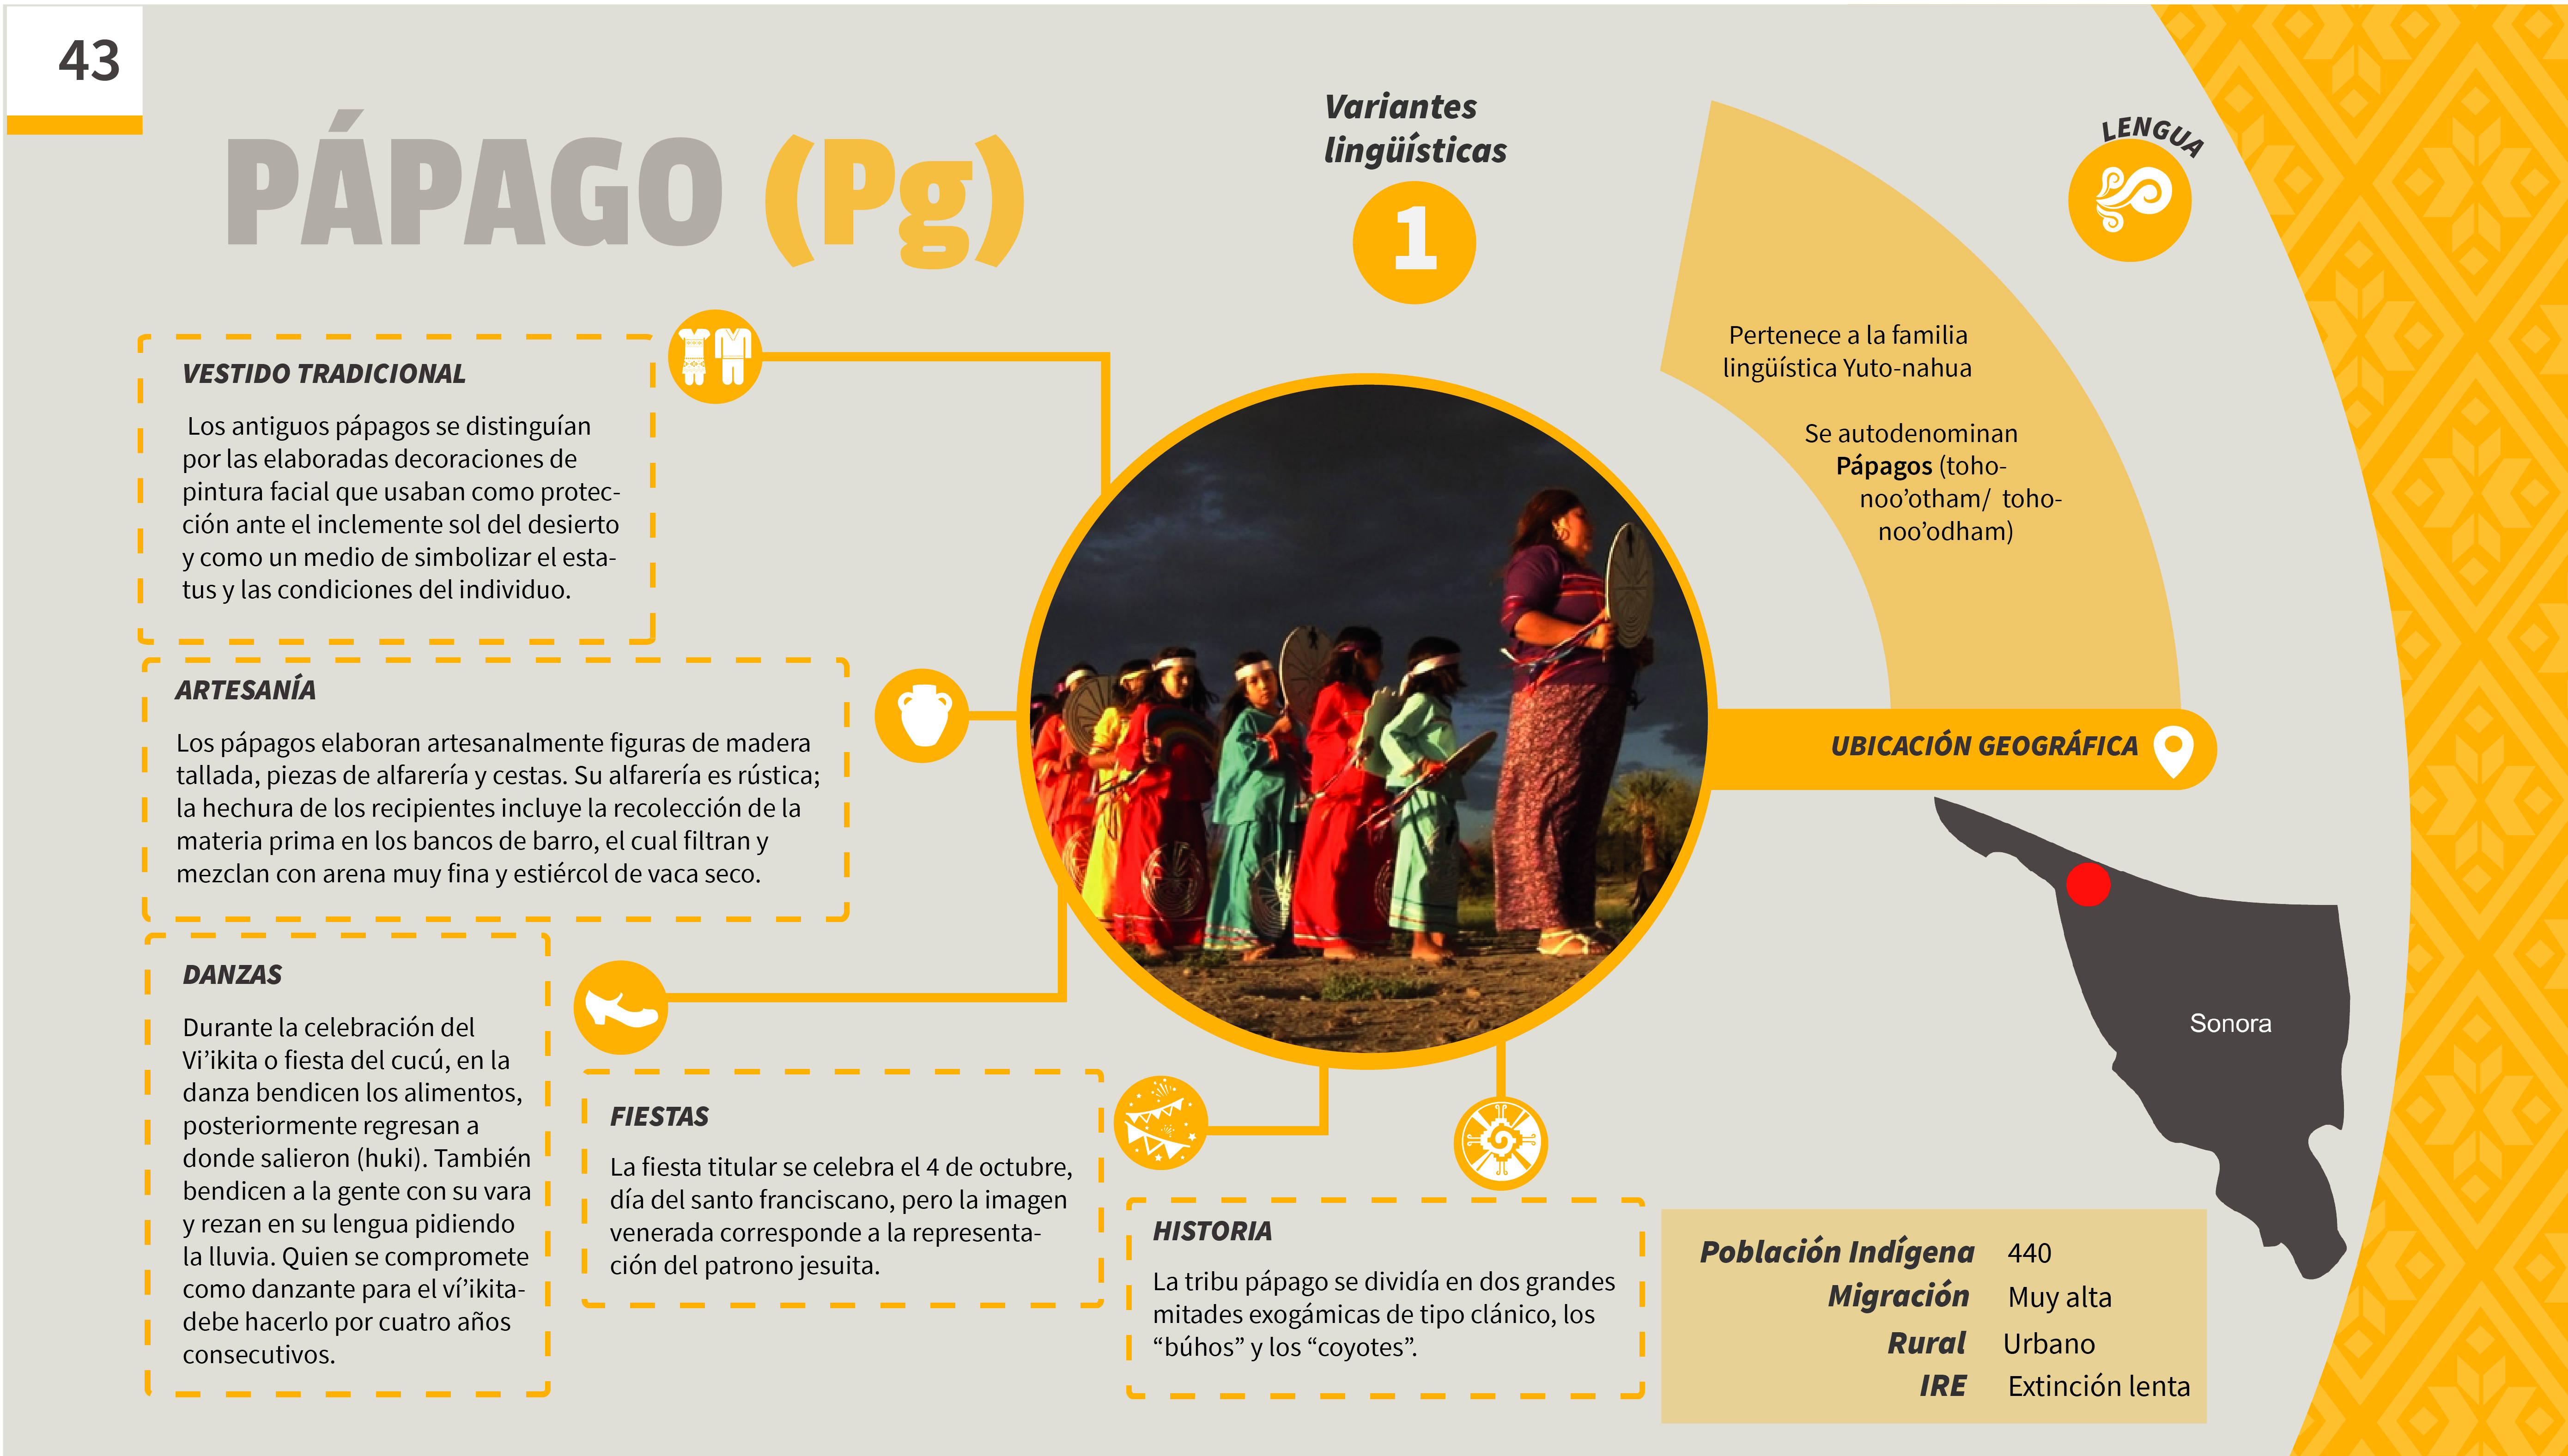 43
PÁPAGO (Pg)
Variantes
lingüísticas
1
LENGUA
Pertenece a la familia
lingüística Yuto-nahua
Se autodenominan
Pápagos (toho-
noo’otham/ toho-
noo’odham)
VESTIDO TRADICIONAL
Los antiguos pápagos se distinguían
por las elaboradas decoraciones de
pintura facial que usaban como protec-
ción ante el inclemente sol del desierto
y como un medio de simbolizar el esta-
tus y las condiciones del individuo.
ARTESANÍA
Los pápagos elaboran artesanalmente figuras de madera
tallada, piezas de alfarería y cestas. Su alfarería es rústica;
la hechura de los recipientes incluye la recolección de la
materia prima en los bancos de barro, el cual filtran y
mezclan con arena muy fina y estiércol de vaca seco.
DANZAS
Durante la celebración del
Vi’ikita o fiesta del cucú, en la
danza bendicen los alimentos,
posteriormente regresan a
donde salieron (huki). También
bendicen a la gente con su vara
y rezan en su lengua pidiendo
la lluvia. Quien se compromete
como danzante para el ví’ikita-
debe hacerlo por cuatro años
consecutivos.
FIESTAS
La fiesta titular se celebra el 4 de octubre,
día del santo franciscano, pero la imagen
venerada corresponde a la representa-
ción del patrono jesuita.
HISTORIA
La tribu pápago se dividía en dos grandes
mitades exogámicas de tipo clánico, los
“búhos” y los “coyotes”.
UBICACIÓN GEOGRÁFICA
Sonora
Población Indígena 440
Migración Muy alta
Rural Urbano
IRE Extinción lenta